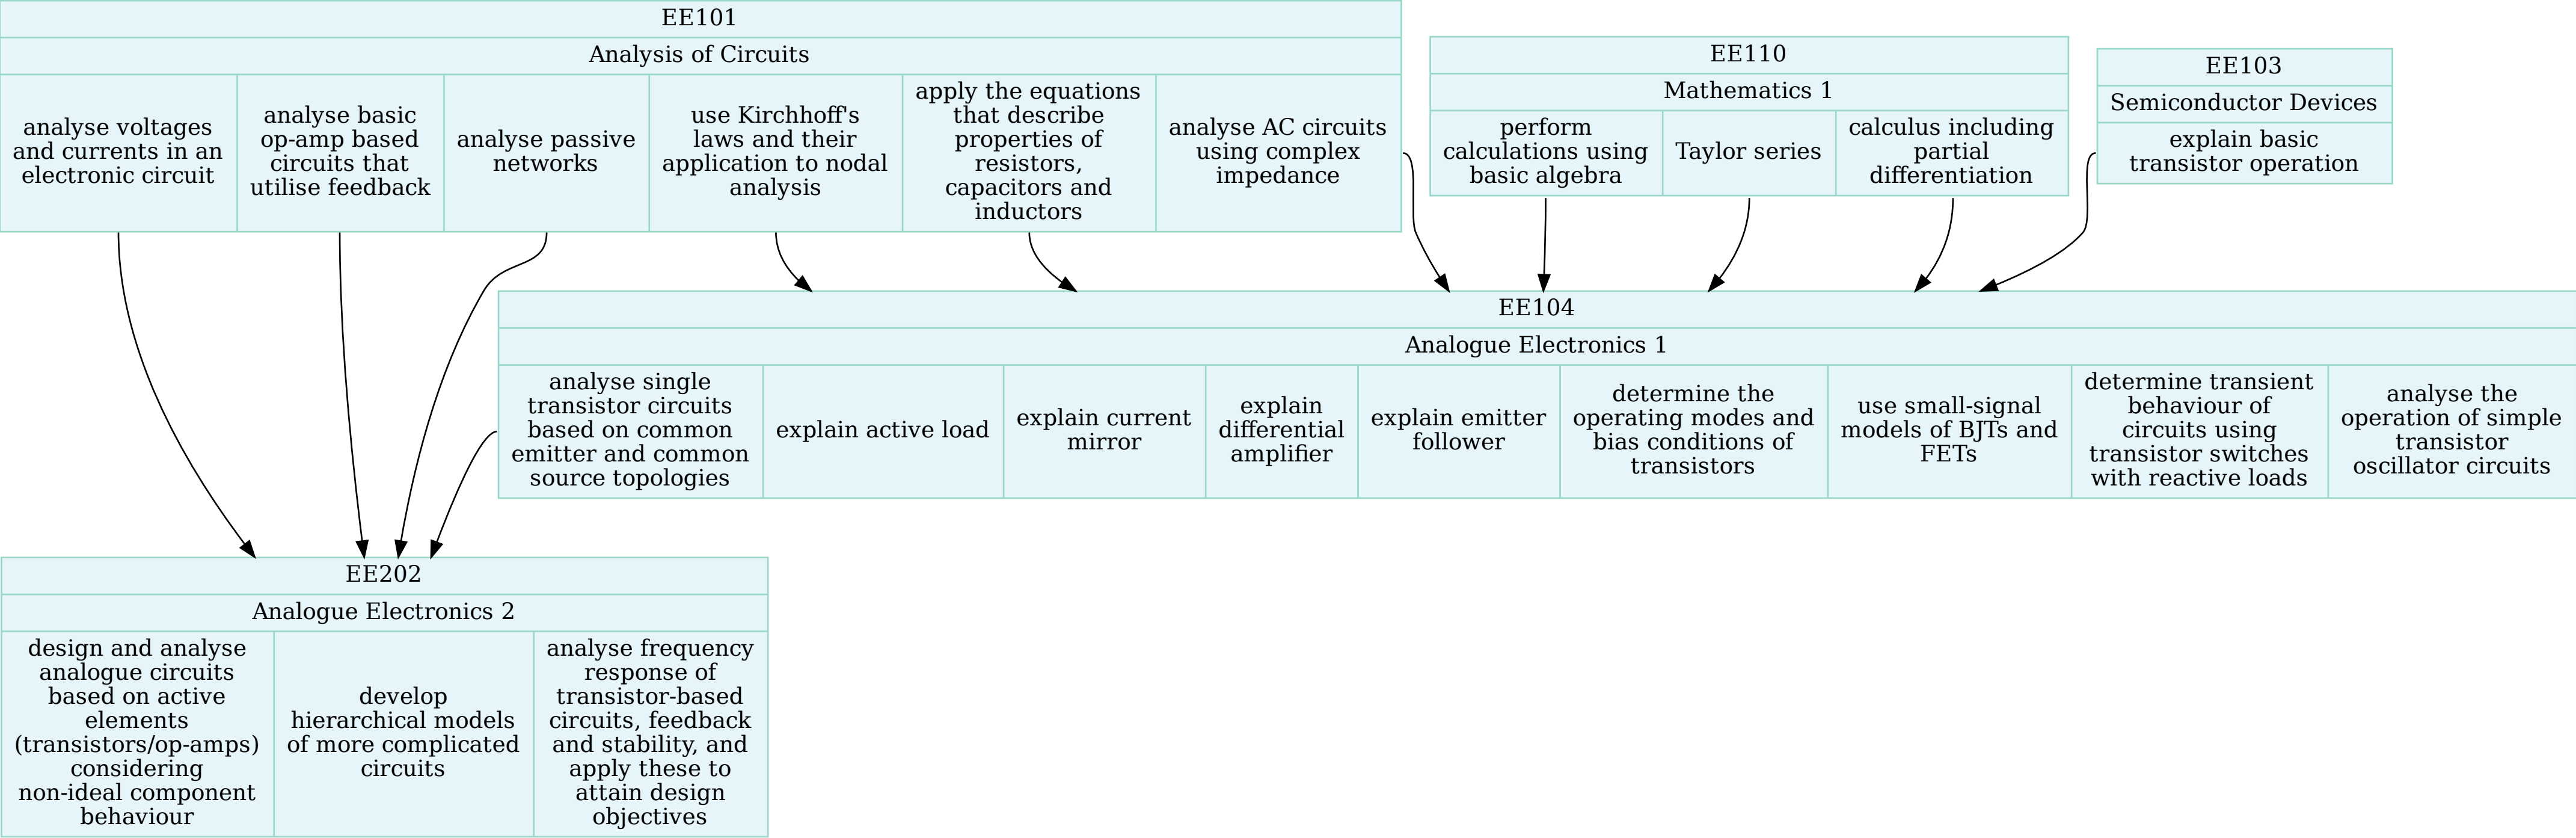 EE101
Analysis of Circuits
analyse voltages
and currents in an
electronic circuit
analyse basic
op-amp based
circuits that
utilise feedback
analyse passive
networks
use Kirchhoff's
laws and their
application to nodal
analysis
apply the equations
that describe
properties of
resistors,
capacitors and
inductors
analyse AC circuits
using complex
impedance
EE110
Mathematics 1
perform
calculations using
basic algebra
Taylor series
calculus including
partial
differentiation
EE103
Semiconductor Devices
explain basic
transistor operation
EE104
Analogue Electronics 1
analyse single
transistor circuits
based on common
emitter and common
source topologies
explain active load
explain current
mirror
explain
differential
amplifier
explain emitter
follower
determine the
operating modes and
bias conditions of
transistors
use small-signal
models of BJTs and
FETs
determine transient
behaviour of
circuits using
transistor switches
with reactive loads
analyse the
operation of simple
transistor
oscillator circuits
EE202
Analogue Electronics 2
design and analyse
analogue circuits
based on active
elements
(transistors/op-amps)
considering
non-ideal component
behaviour
develop
hierarchical models
of more complicated
circuits
analyse frequency
response of
transistor-based
circuits, feedback
and stability, and
apply these to
attain design
objectives